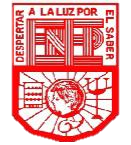 DESPERTAR A LA LUZ POR EL SABER
ENP